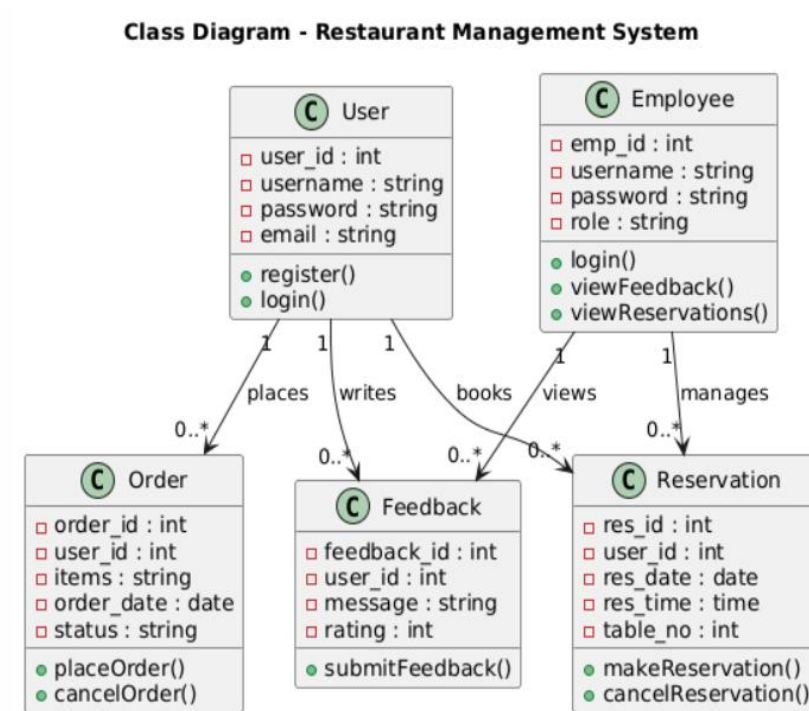 Class Diagram - Restaurant Management System
C User
user_id : int
username : string
password : string
email : string
register()
login()
C Employee
emp_id : int
username : string
password : string
role : string
login()
viewFeedback()
viewReservations()
1
1
1
1
1
places
writes
books
views
manages
0..*
0..*
0..*
0..*
0..*
C Order
order_id : int
user_id : int
items : string
order_date : date
status : string
placeOrder()
cancelOrder()
C Feedback
feedback_id : int
user_id : int
message : string
rating : int
submitFeedback()
C Reservation
res_id : int
user_id : int
res_date : date
res_time : time
table_no : int
makeReservation()
cancelReservation()